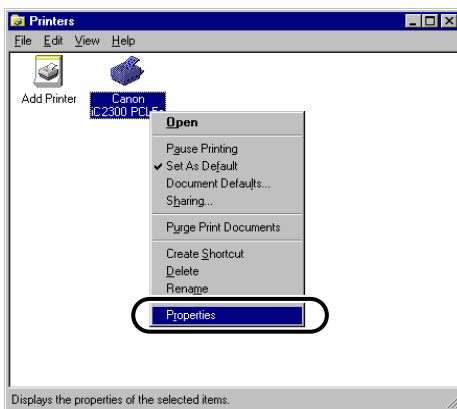 Printers
File Edit View Help
Add Printer
Canon
iC2300 PCL5e
Open
Pause Printing
Set As Default
Document Defaults...
Sharing...
Purge Print Documents
Create Shortcut
Delete
Rename
Properties
Displays the properties of the selected items.